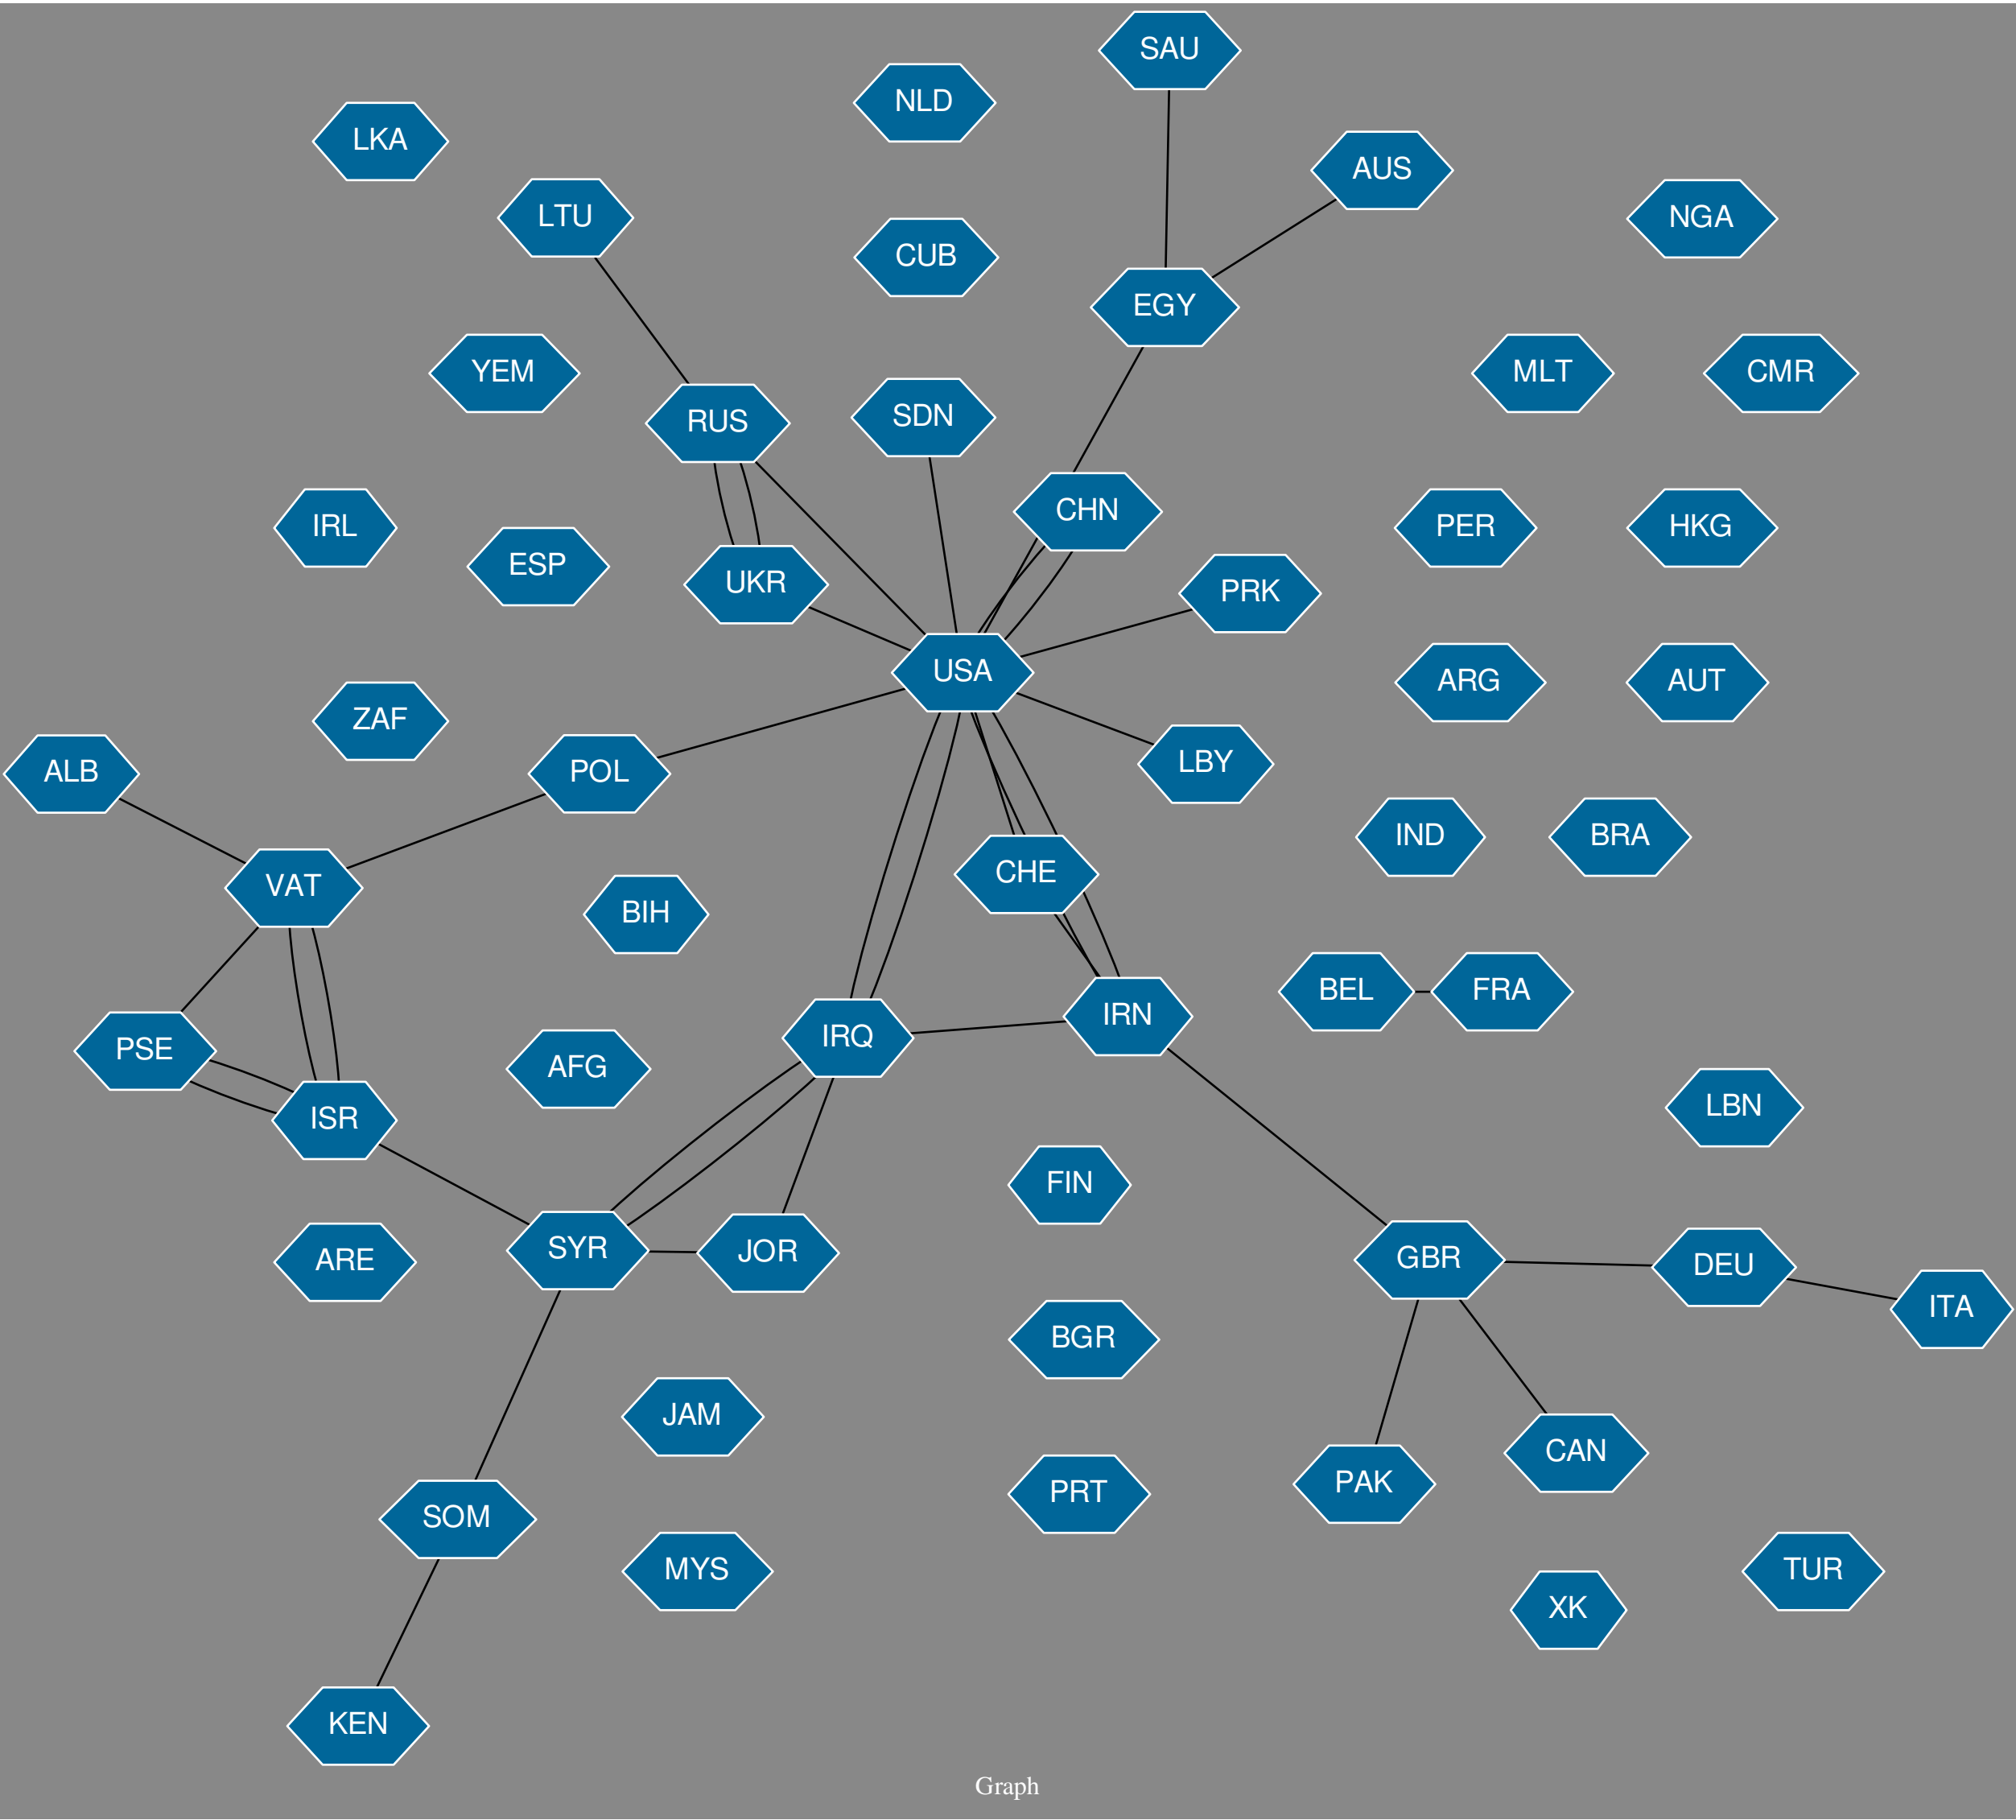 SAU
NLD
LKA
AUS
LTU
NGA
CUB
EGY
YEM
MLT
CMR
RUS
SDN
CHN
IRL
PER
HKG
ESP
UKR
PRK
USA
ARG
AUT
ZAF
ALB
POL
LBY
IND
BRA
CHE
VAT
BIH
BEL
FRA
IRN
IRQ
PSE
AFG
LBN
ISR
FIN
SYR
JOR
ARE
GBR
DEU
ITA
BGR
JAM
CAN
PAK
PRT
SOM
MYS
TUR
XK
KEN
Graph